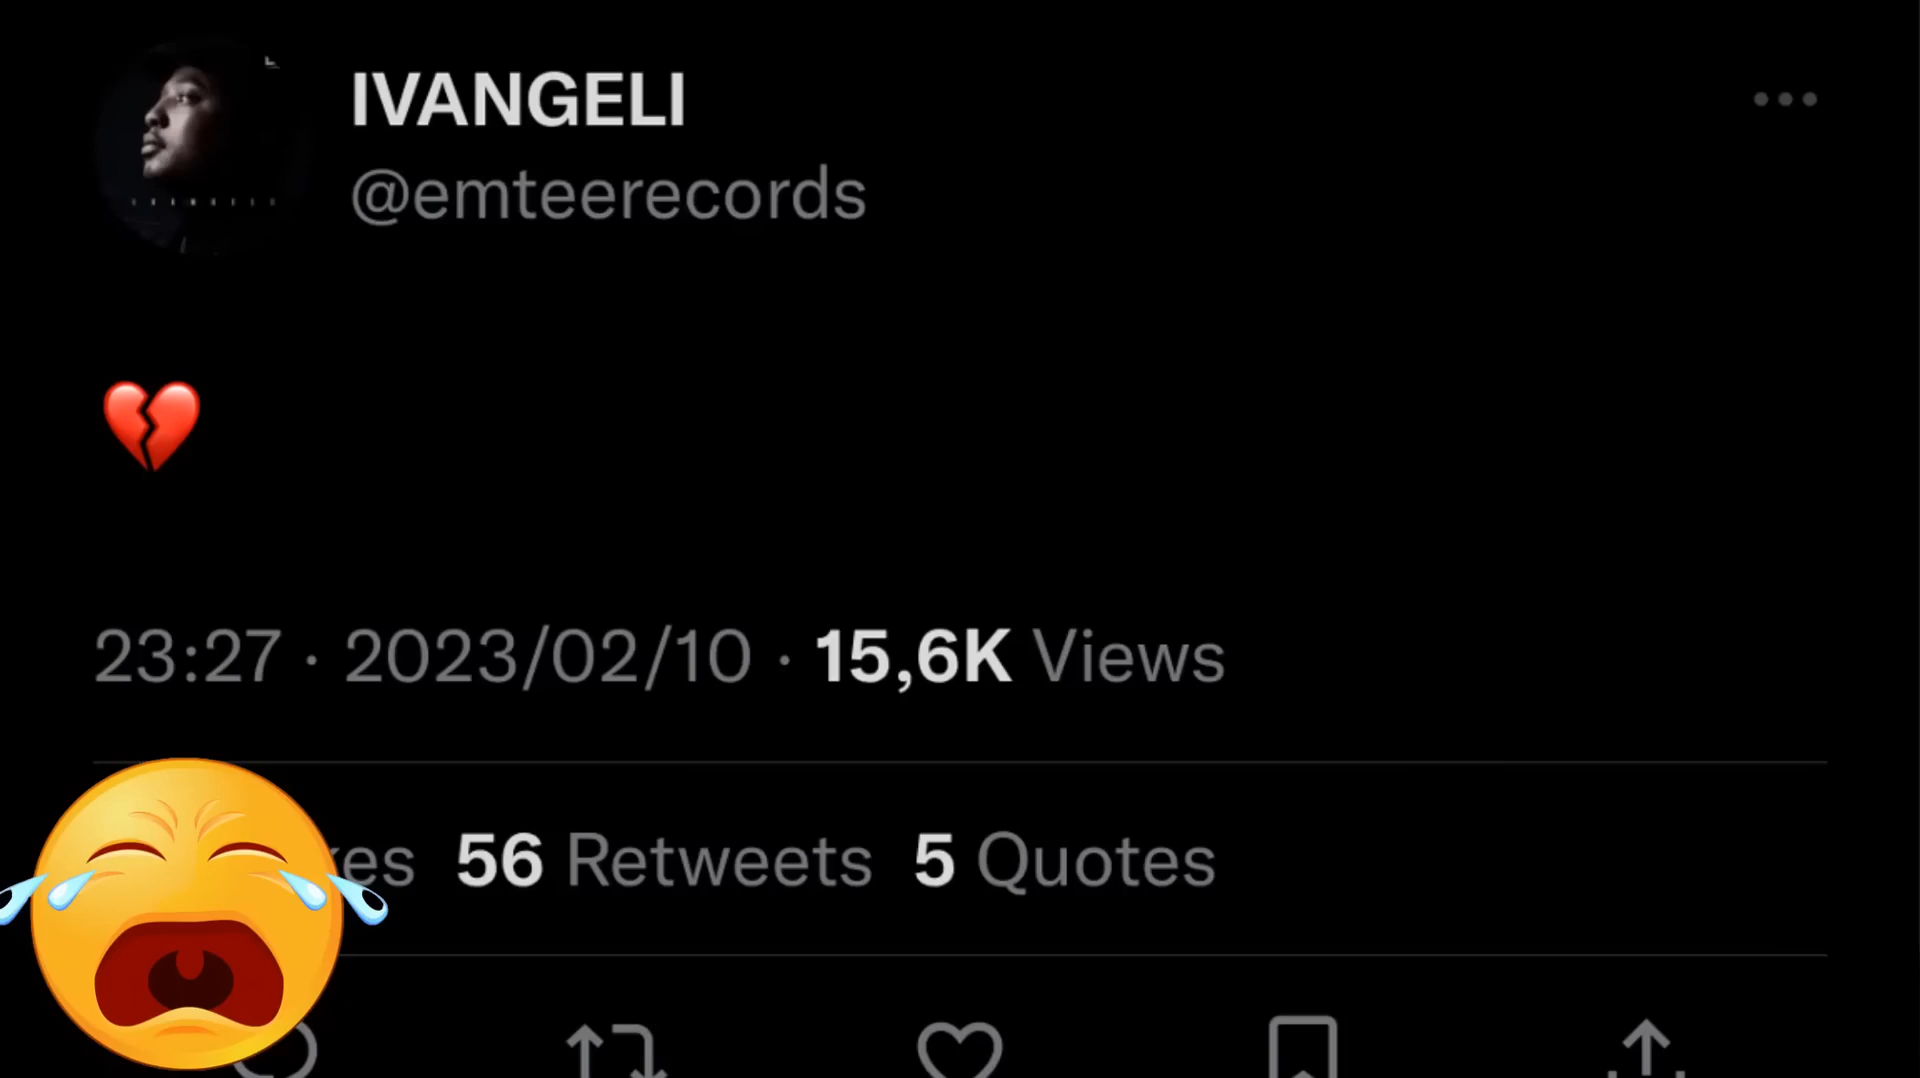 IVANGELI
@emteerecords
💔
23:27 · 2023/02/10 · 15,6K Views
56 Retweets 5 Quotes